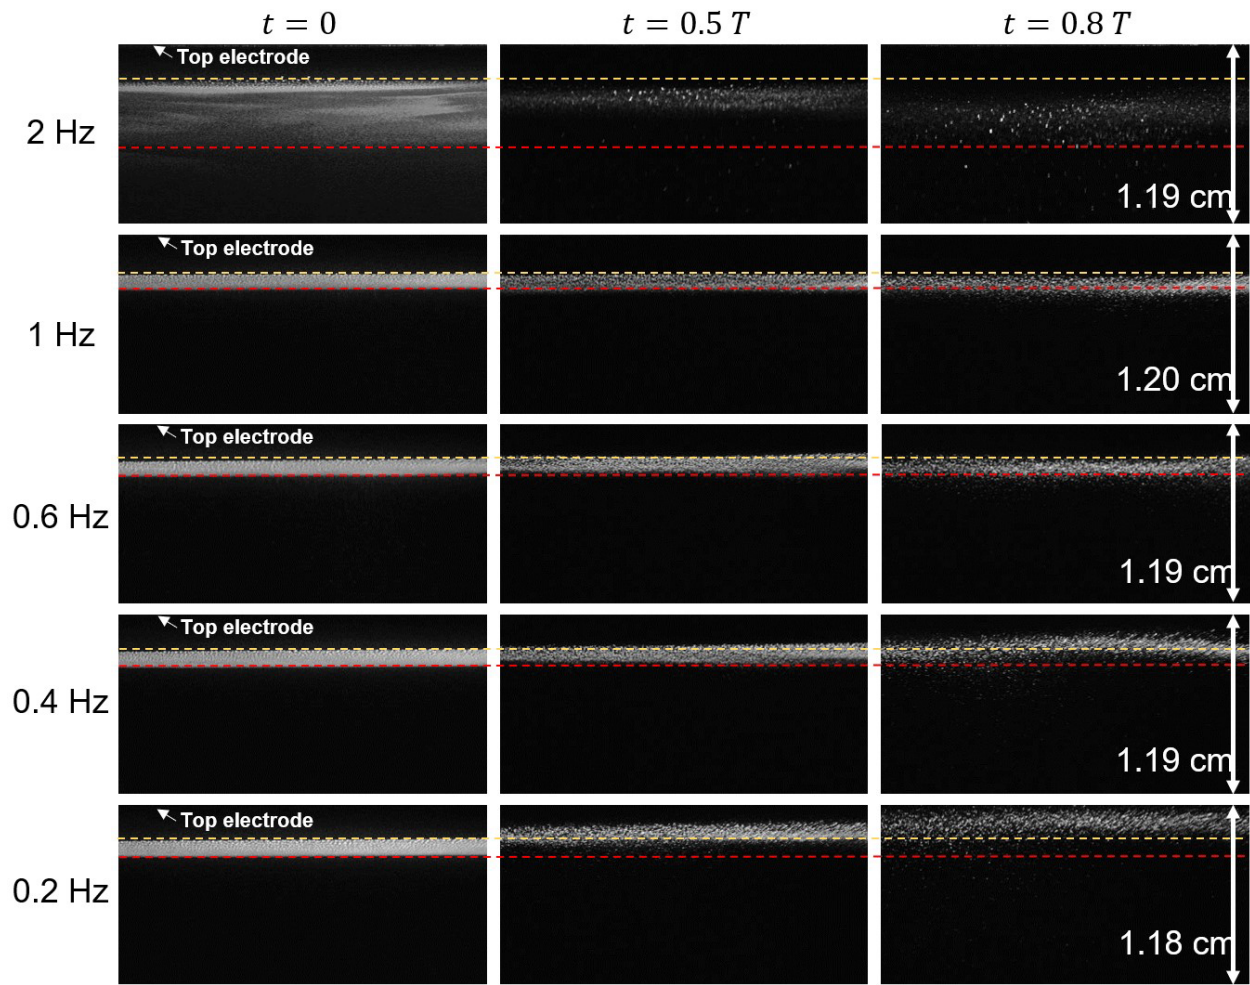 t = 0
t = 0.5 T
t = 0.8 T
Top electrode
2 Hz
1.19 cm
Top electrode
1 Hz
1.20 cm
Top electrode
0.6 Hz
1.19 cm
Top electrode
0.4 Hz
1.19 cm
Top electrode
0.2 Hz
1.18 cm